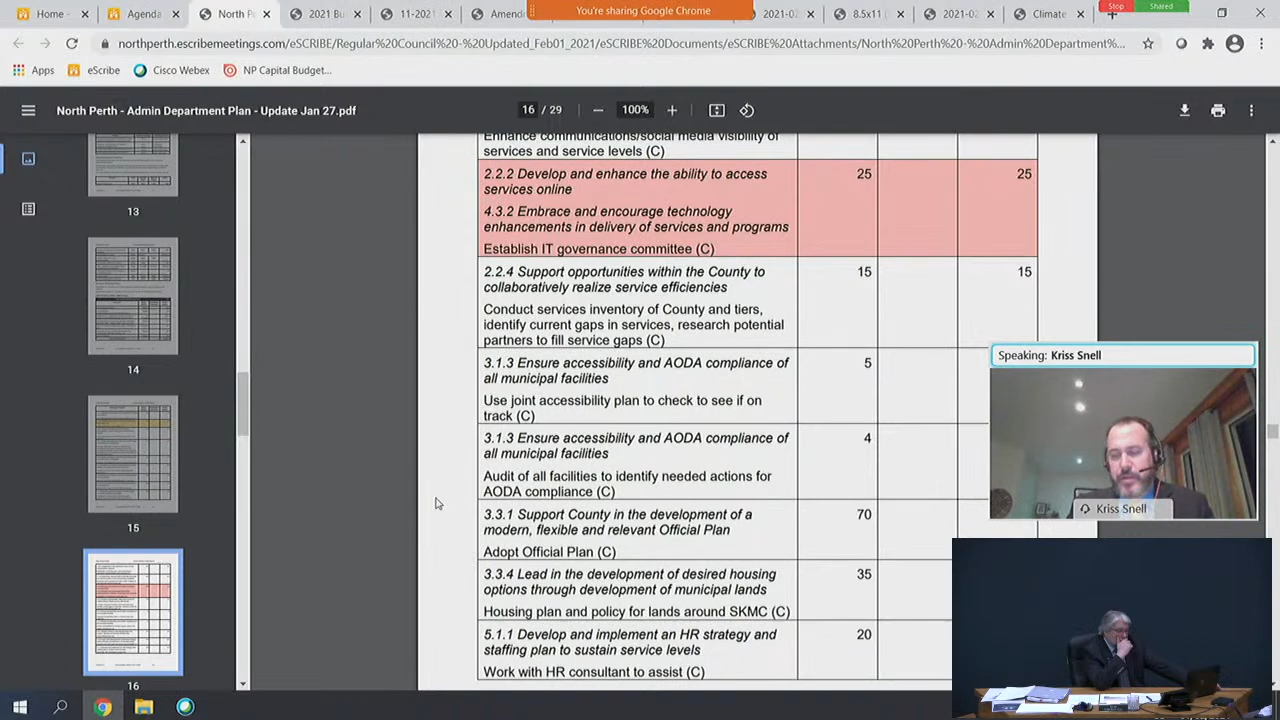 Home -
Agenda
North P
2021 Bu
11-202
Amen
You're sharing Google Chrome
2021-02
8.5x11
2021-02
Climate
Stop
Shared
northperth.escribemeetings.com/eSCRIBE/Regular%20Council%20-%20Updated_Feb01_2021/eSCRIBE%20Documents/eSCRIBE%20Attachments/North%20Perth%20-%20Admin%20Department%...
Apps
eScribe
Cisco Webex
NP Capital Budget...
North Perth - Admin Department Plan - Update Jan 27.pdf
16 / 29
100%
13
14
15
16
Enhance communications/social media visibility of
services and service levels (C)
2.2.2 Develop and enhance the ability to access 25 25
services online
4.3.2 Embrace and encourage technology
enhancements in delivery of services and programs
Establish IT governance committee (C)
2.2.4 Support opportunities within the County to 15 15
collaboratively realize service efficiencies
Conduct services inventory of County and tiers,
identify current gaps in services, research potential
partners to fill service gaps (C)
3.1.3 Ensure accessibility and AODA compliance of 5
all municipal facilities
Use joint accessibility plan to check to see if on
track (C)
3.1.3 Ensure accessibility and AODA compliance of 4
all municipal facilities
Audit of all facilities to identify needed actions for
AODA compliance (C)
3.3.1 Support County in the development of a 70
modern, flexible and relevant Official Plan
Adopt Official Plan (C)
3.3.4 Lead in the development of desired housing 35
options through development of municipal lands
Housing plan and policy for lands around SKMC (C)
5.1.1 Develop and implement an HR strategy and 20
staffing plan to sustain service levels
Work with HR consultant to assist (C)
Speaking: Kriss Snell
Kriss Snell